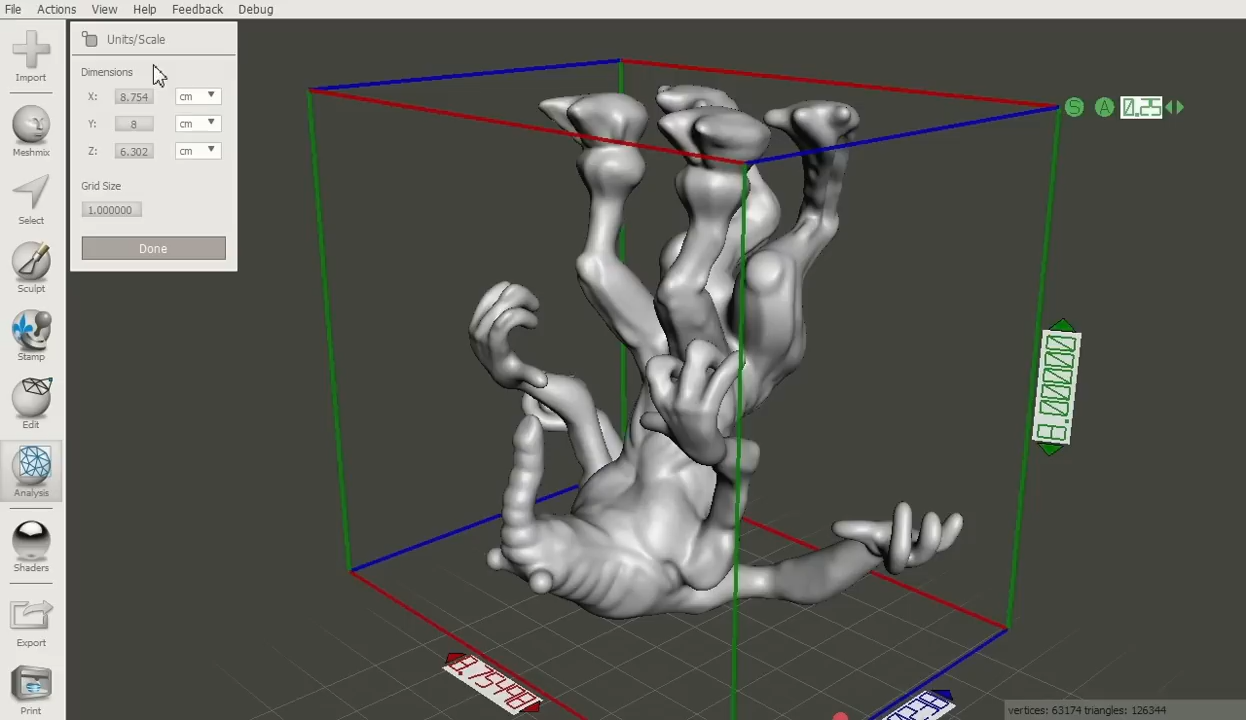 File Actions View Help Feedback Debug
Import
Meshmix
Select
Sculpt
Stamp
Edit
Analysis
Shaders
Export
Print
Units/Scale
Dimensions
X: 8.754 cm
Y: 8 cm
Z: 6.302 cm
Grid Size
1.000000
Done
S A 0.25
8.00000
vertices: 63174 triangles: 126344